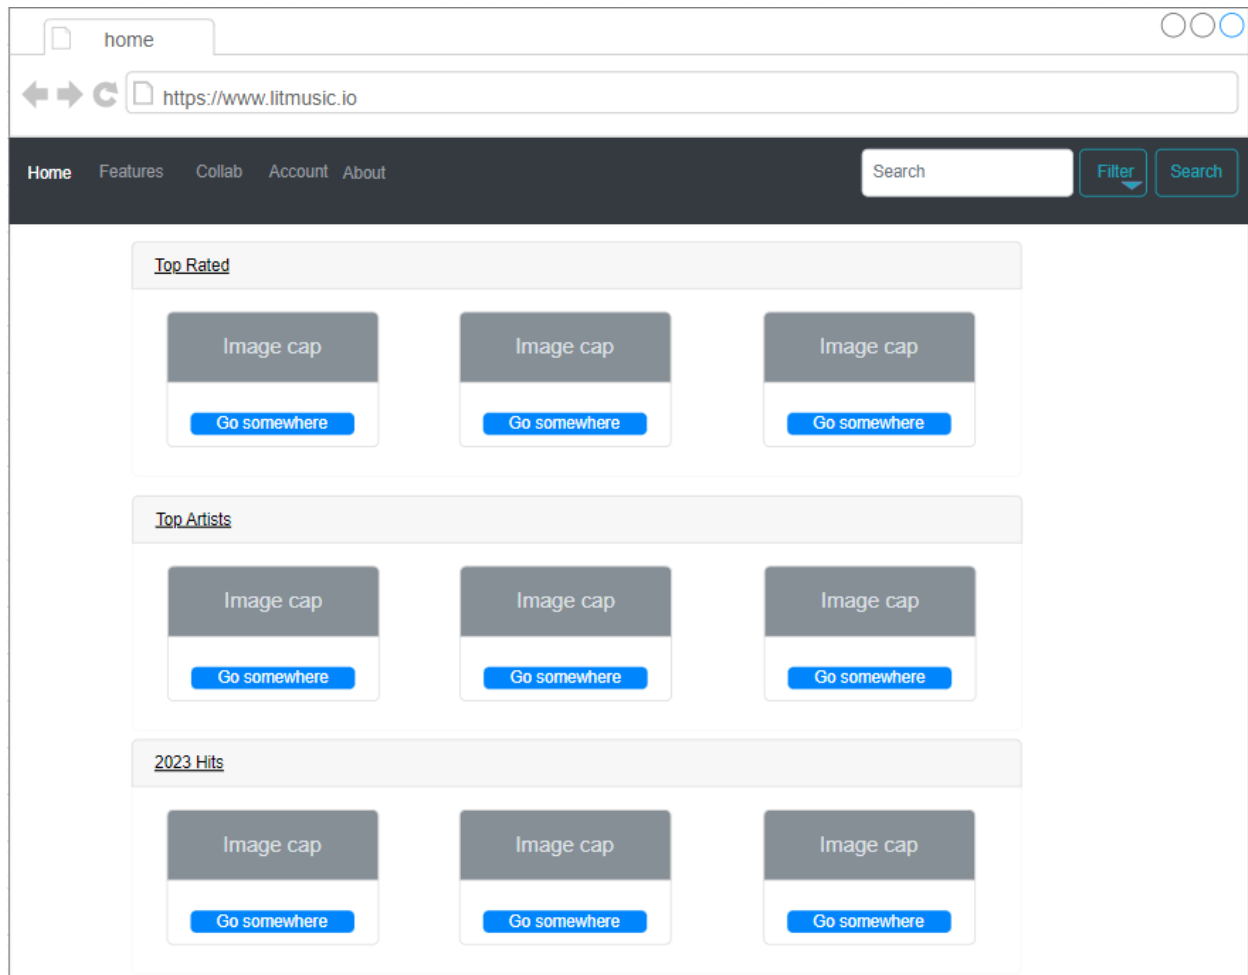 home
https://www.litmusic.io
Home Features Collab Account About Search Filter Search
Top Rated
Image cap Image cap Image cap
Go somewhere Go somewhere Go somewhere
Top Artists
Image cap Image cap Image cap
Go somewhere Go somewhere Go somewhere
2023 Hits
Image cap Image cap Image cap
Go somewhere Go somewhere Go somewhere